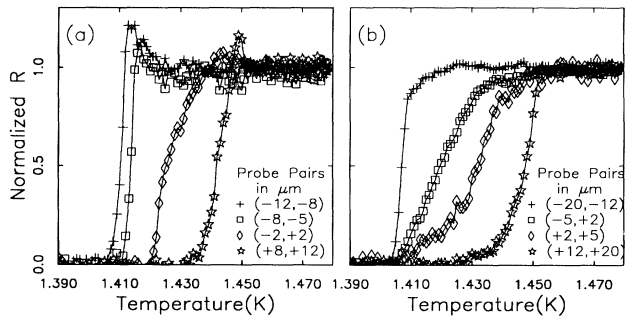 (a)
(b)
Normalized R
1.0
0.5
0.0
Probe Pairs
in μm
+ (−12,−8)
□ (−8,−5)
◇ (−2,+2)
☆ (+8,+12)
Probe Pairs
in μm
+ (−20,−12)
□ (−5,+2)
◇ (+2,+5)
☆ (+12,+20)
1.390 1.410 1.430 1.450 1.470
1.390 1.410 1.430 1.450 1.470
Temperature(K)
Temperature(K)